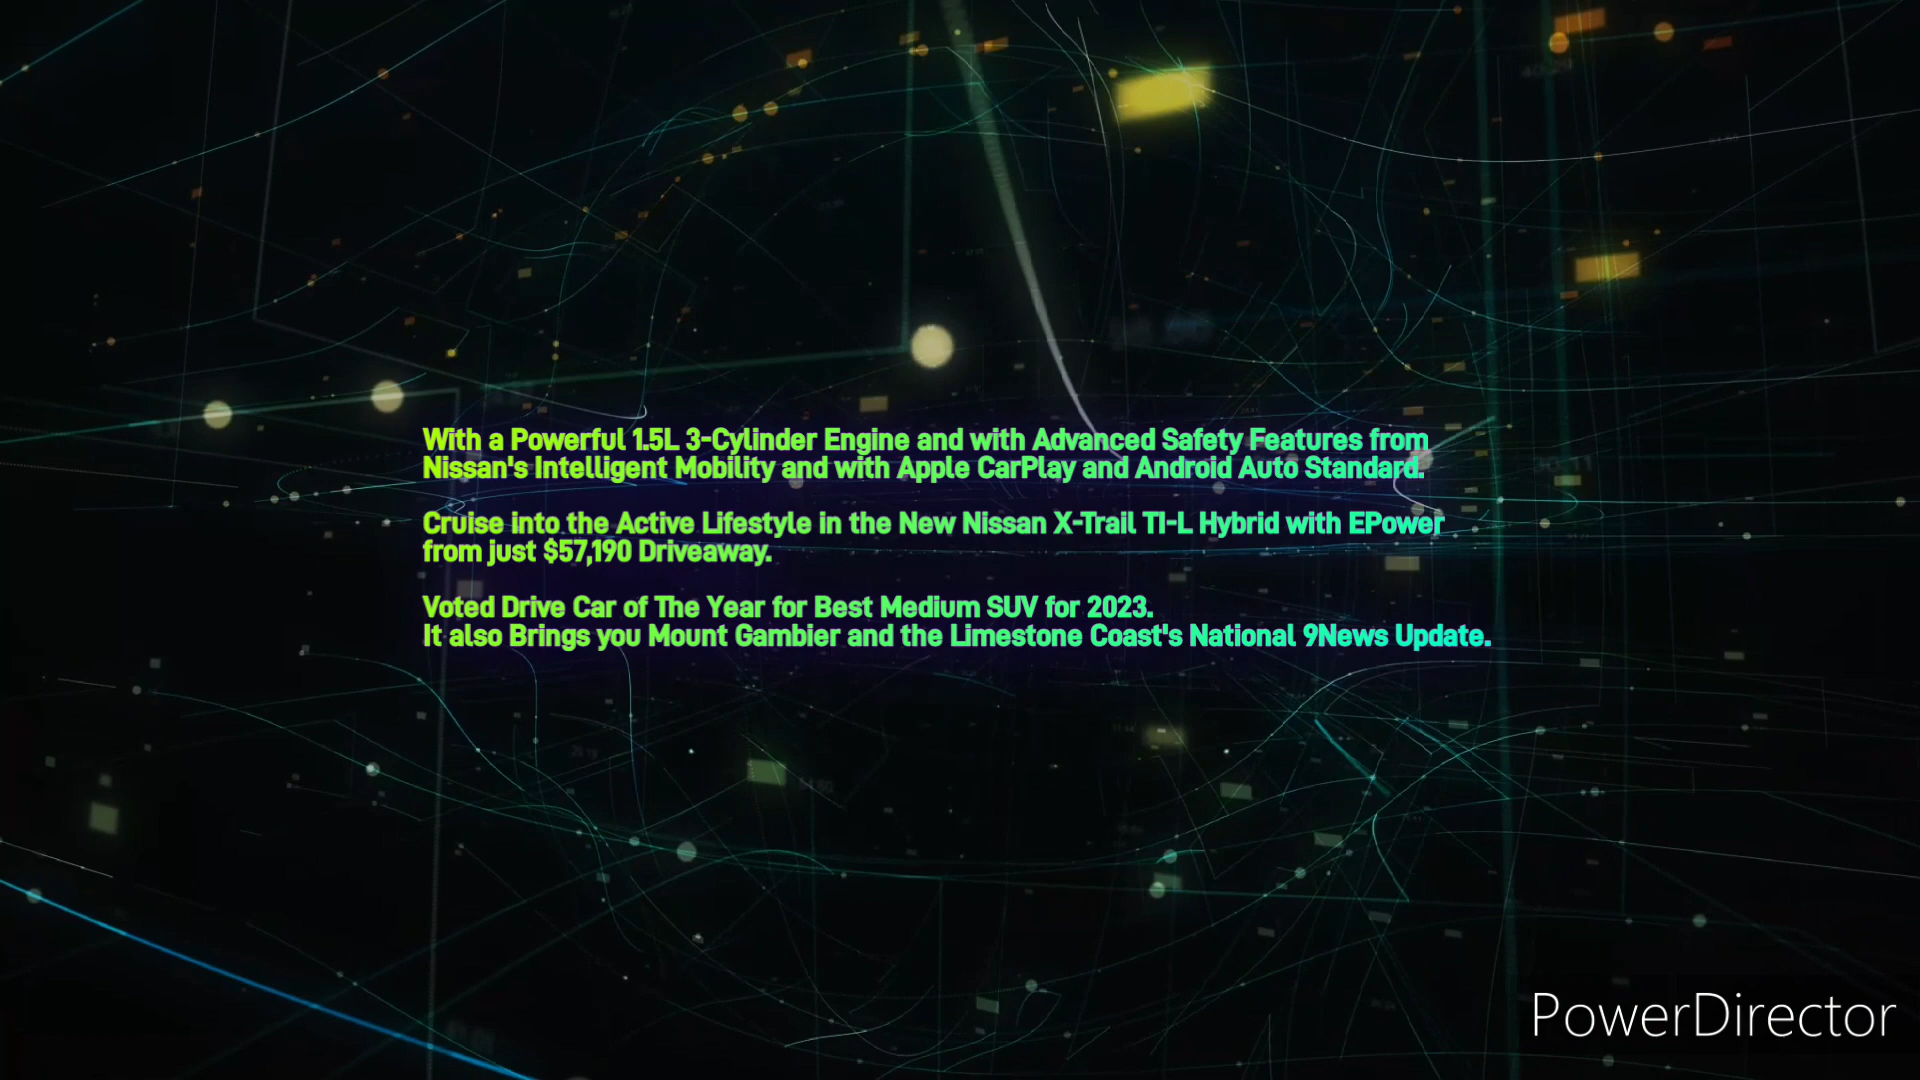 With a Powerful 1.5L 3-Cylinder Engine and with Advanced Safety Features from
Nissan's Intelligent Mobility and with Apple CarPlay and Android Auto Standard.
Cruise into the Active Lifestyle in the New Nissan X-Trail TI-L Hybrid with EPower
from just $57,190 Driveaway.
Voted Drive Car of The Year for Best Medium SUV for 2023.
It also Brings you Mount Gambier and the Limestone Coast's National 9News Update.
PowerDirector